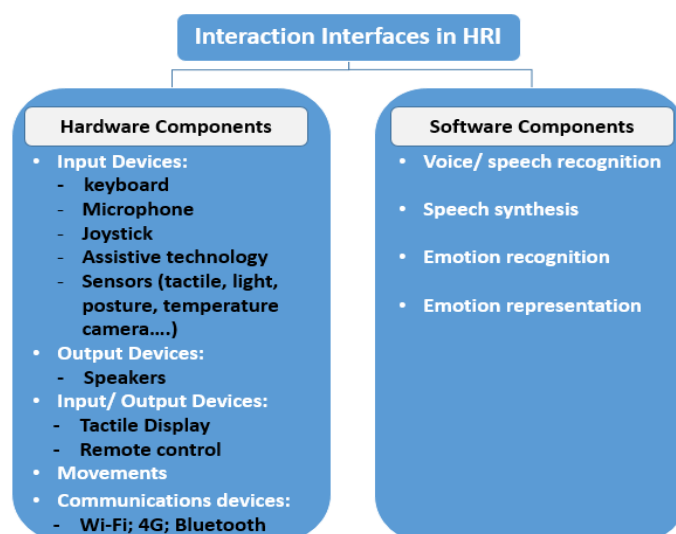 Interaction Interfaces in HRI
Hardware Components
• Input Devices:
- keyboard
- Microphone
- Joystick
- Assistive technology
- Sensors (tactile, light,
posture, temperature
camera....)
• Output Devices:
- Speakers
• Input/ Output Devices:
- Tactile Display
- Remote control
• Movements
• Communications devices:
- Wi-Fi; 4G; Bluetooth
Software Components
• Voice/ speech recognition
• Speech synthesis
• Emotion recognition
• Emotion representation